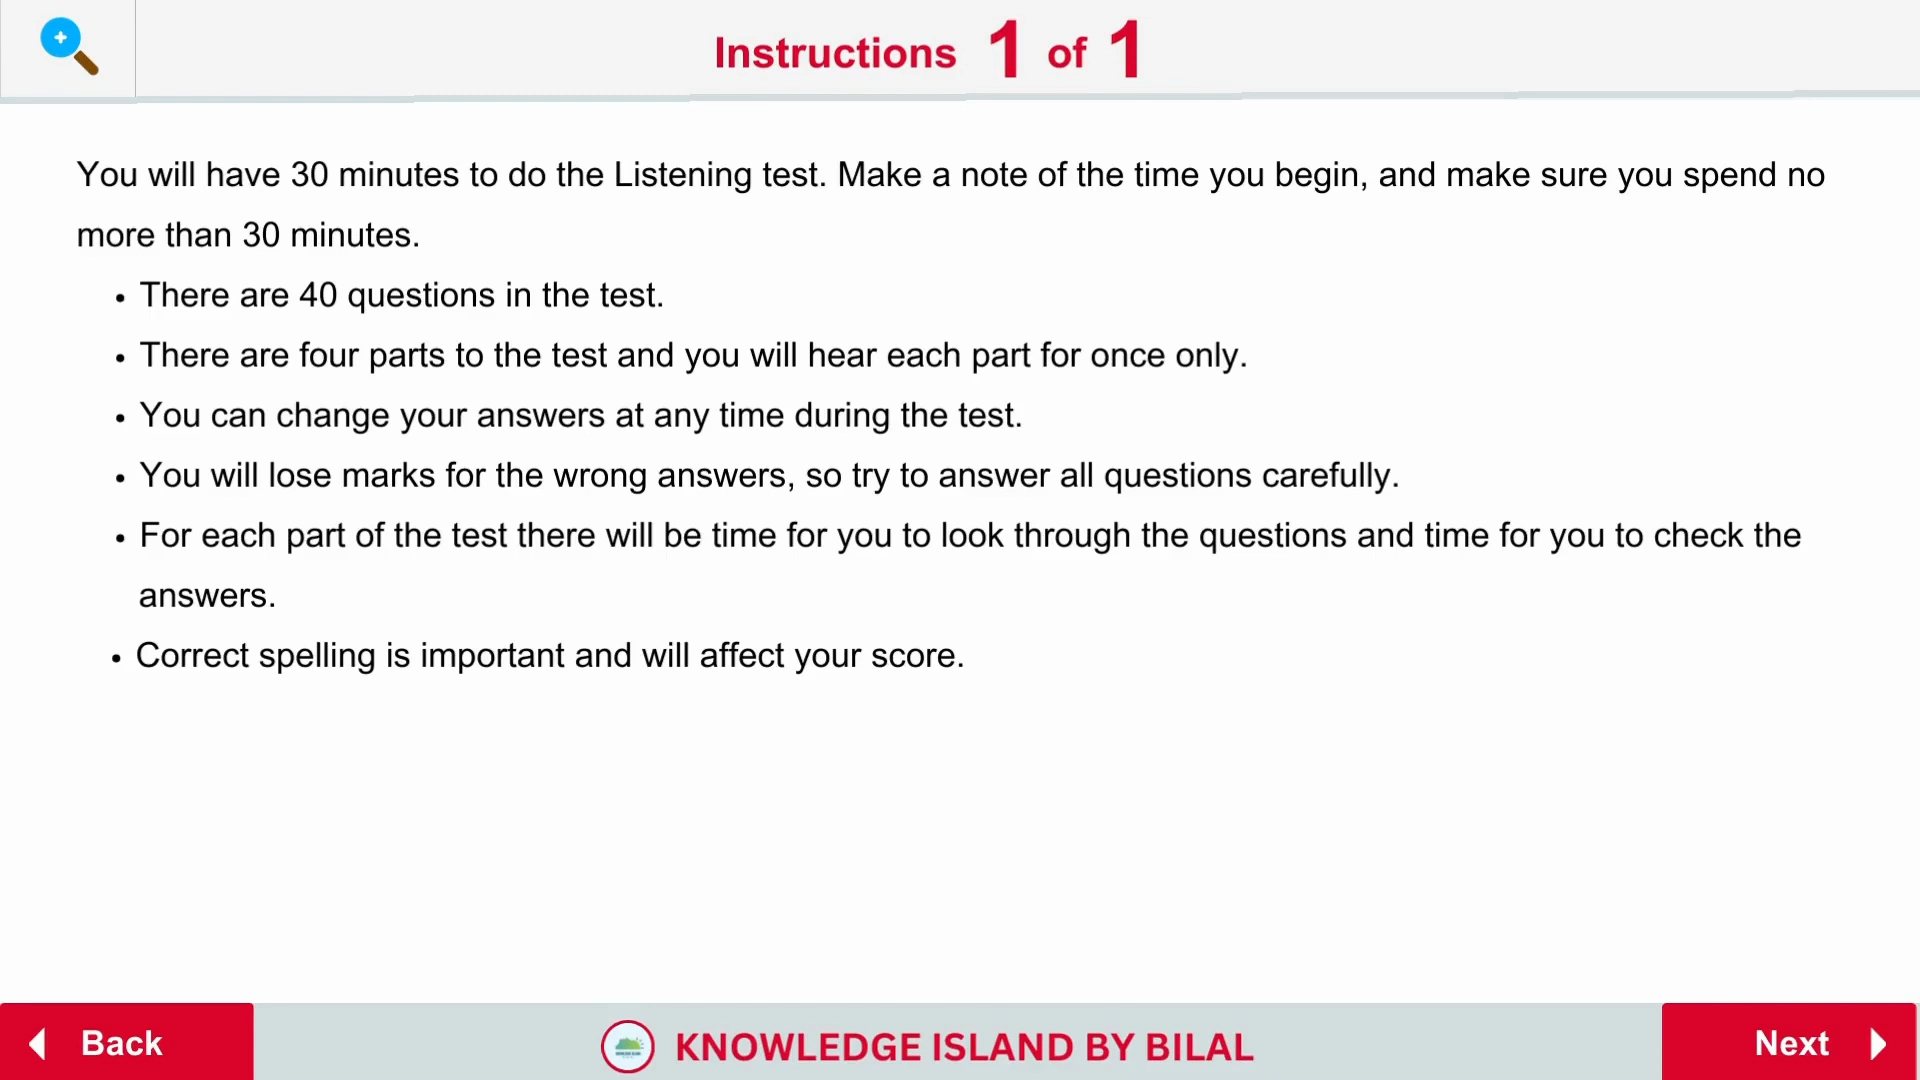 Instructions 1 of 1
You will have 30 minutes to do the Listening test. Make a note of the time you begin, and make sure you spend no
more than 30 minutes.
• There are 40 questions in the test.
• There are four parts to the test and you will hear each part for once only.
• You can change your answers at any time during the test.
• You will lose marks for the wrong answers, so try to answer all questions carefully.
• For each part of the test there will be time for you to look through the questions and time for you to check the
answers.
• Correct spelling is important and will affect your score.
Back
KNOWLEDGE ISLAND BY BILAL
Next